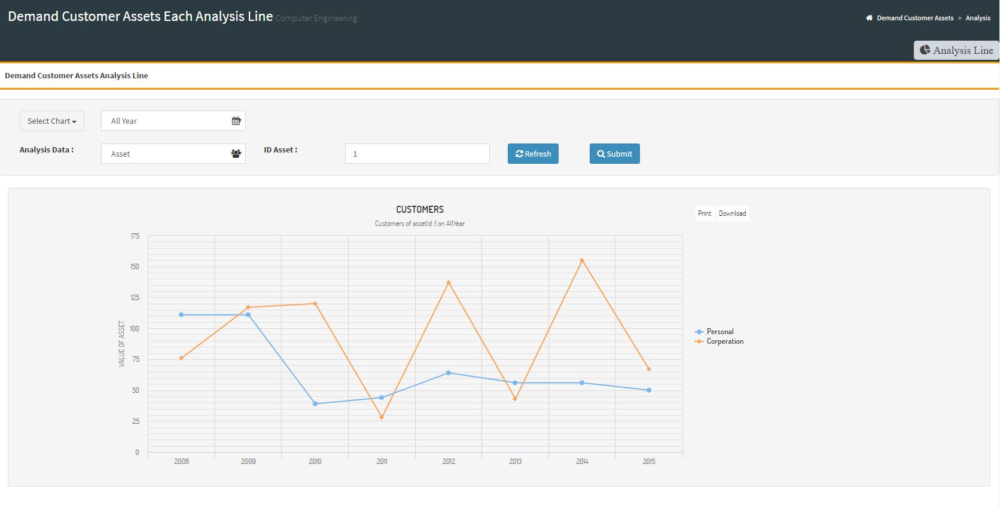 Demand Customer Assets Each Analysis Line Computer Engineering
Demand Customer Assets > Analysis
Analysis Line
Demand Customer Assets Analysis Line
Select Chart
All Year
Analysis Data :
Asset
ID Asset :
1
Refresh
Submit
CUSTOMERS
Customers of assetId :1 on AllYear
Print
Download
VALUE OF ASSET
175
150
125
100
75
50
25
0
Personal
Corperation
2008 2009 2010 2011 2012 2013 2014 2015